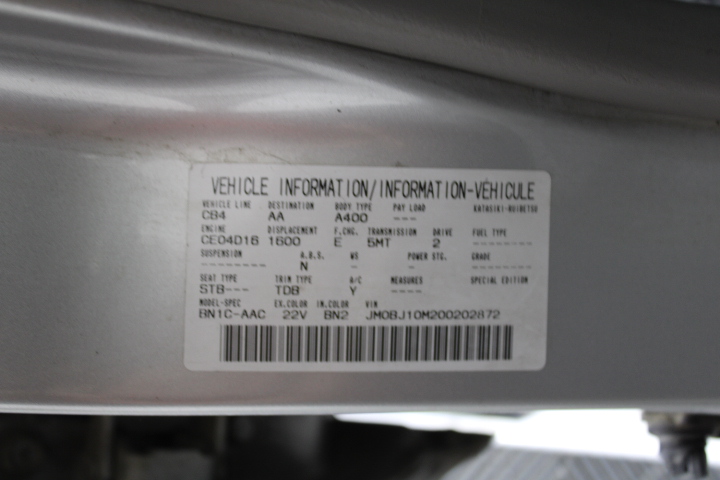 VEHICLE INFORMATION/INFORMATION-VÉHICULE
VEHICLE LINE DESTINATION BODY TYPE PAY LOAD KATASIKI-RUIBETSU
CB4 AA A400 ---
ENGINE DISPLACEMENT F.CHG. TRANSMISSION DRIVE FUEL TYPE
CE04D16 1600 E 5MT 2 --------
SUSPENSION A.B.S. WS POWER STG. GRADE
-------- N - - --------
SEAT TYPE TRIM TYPE A/C MEASURES SPECIAL EDITION
STB--- TDB Y -----
MODEL-SPEC EX.COLOR IN.COLOR VIN
BN1C-AAC 22V BN2 JM0BJ10M200202872